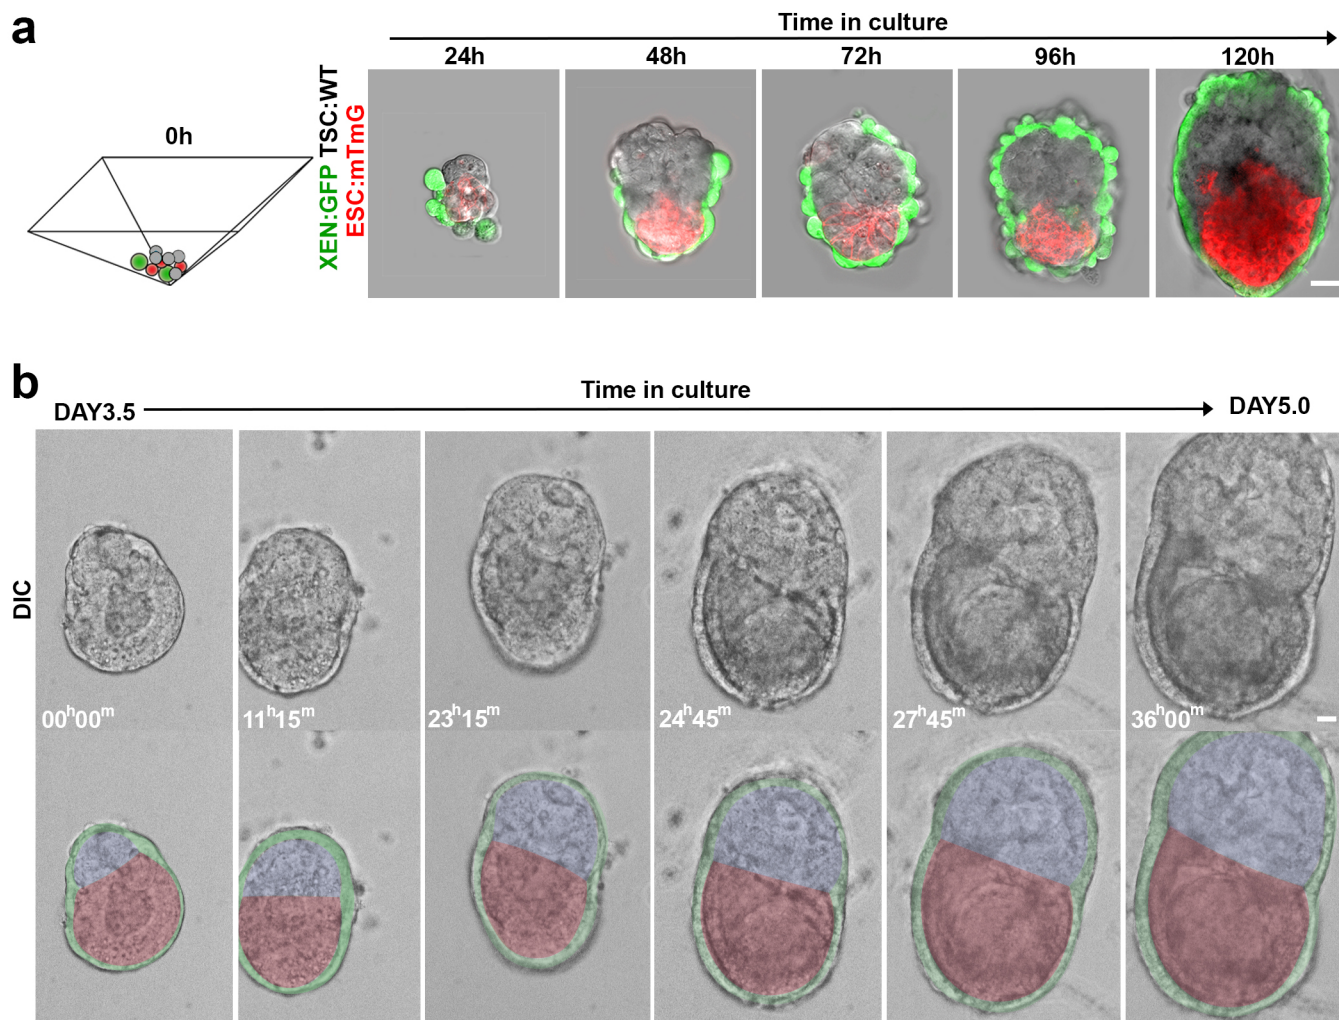 a
Time in culture
24h 48h 72h 96h 120h
0h
XEN:GFP TSC:WT
ESC:mTmG
b
Time in culture
DAY3.5 DAY5.0
DIC
00h00m 11h15m 23h15m 24h45m 27h45m 36h00m